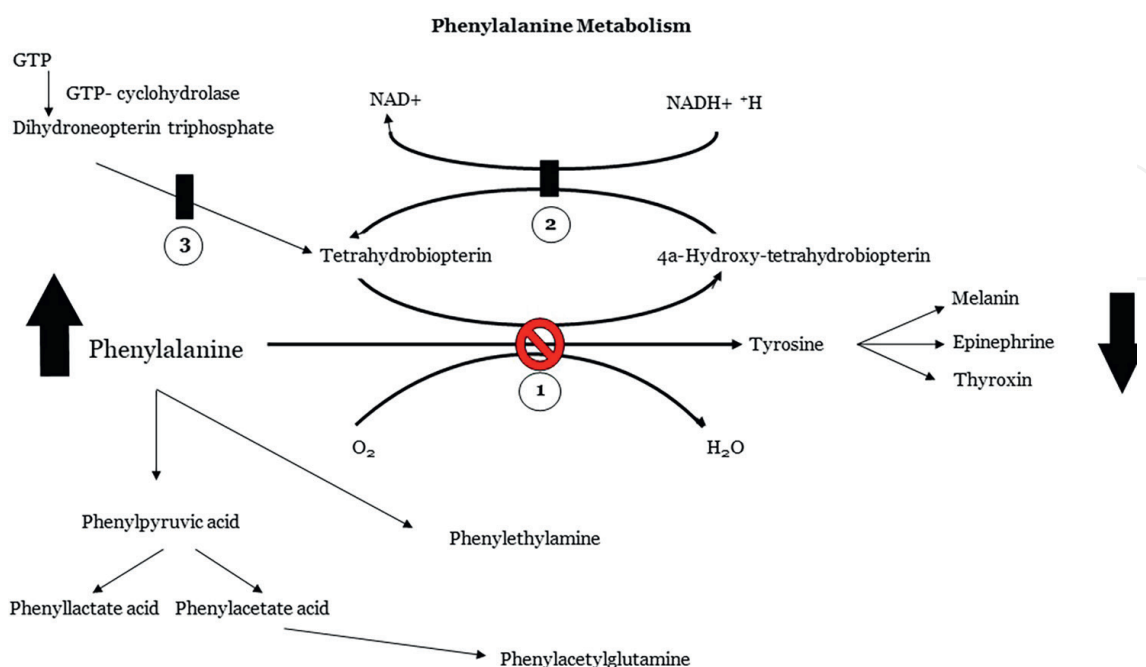 Phenylalanine Metabolism
GTP
GTP- cyclohydrolase
Dihydroneopterin triphosphate
NAD+
NADH+ ⁺H
2
3
Tetrahydrobiopterin
4a-Hydroxy-tetrahydrobiopterin
Phenylalanine
1
Tyrosine
Melanin
Epinephrine
Thyroxin
O₂
H₂O
Phenylpyruvic acid
Phenylethylamine
Phenyllactate acid
Phenylacetate acid
Phenylacetylglutamine